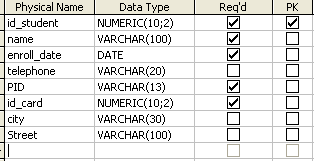 Physical Name Data Type Req'd PK
id_student NUMERIC(10;2)
name VARCHAR(100)
enroll_date DATE
telephone VARCHAR(20)
PID VARCHAR(13)
id_card NUMERIC(10;2)
city VARCHAR(30)
Street VARCHAR(100)